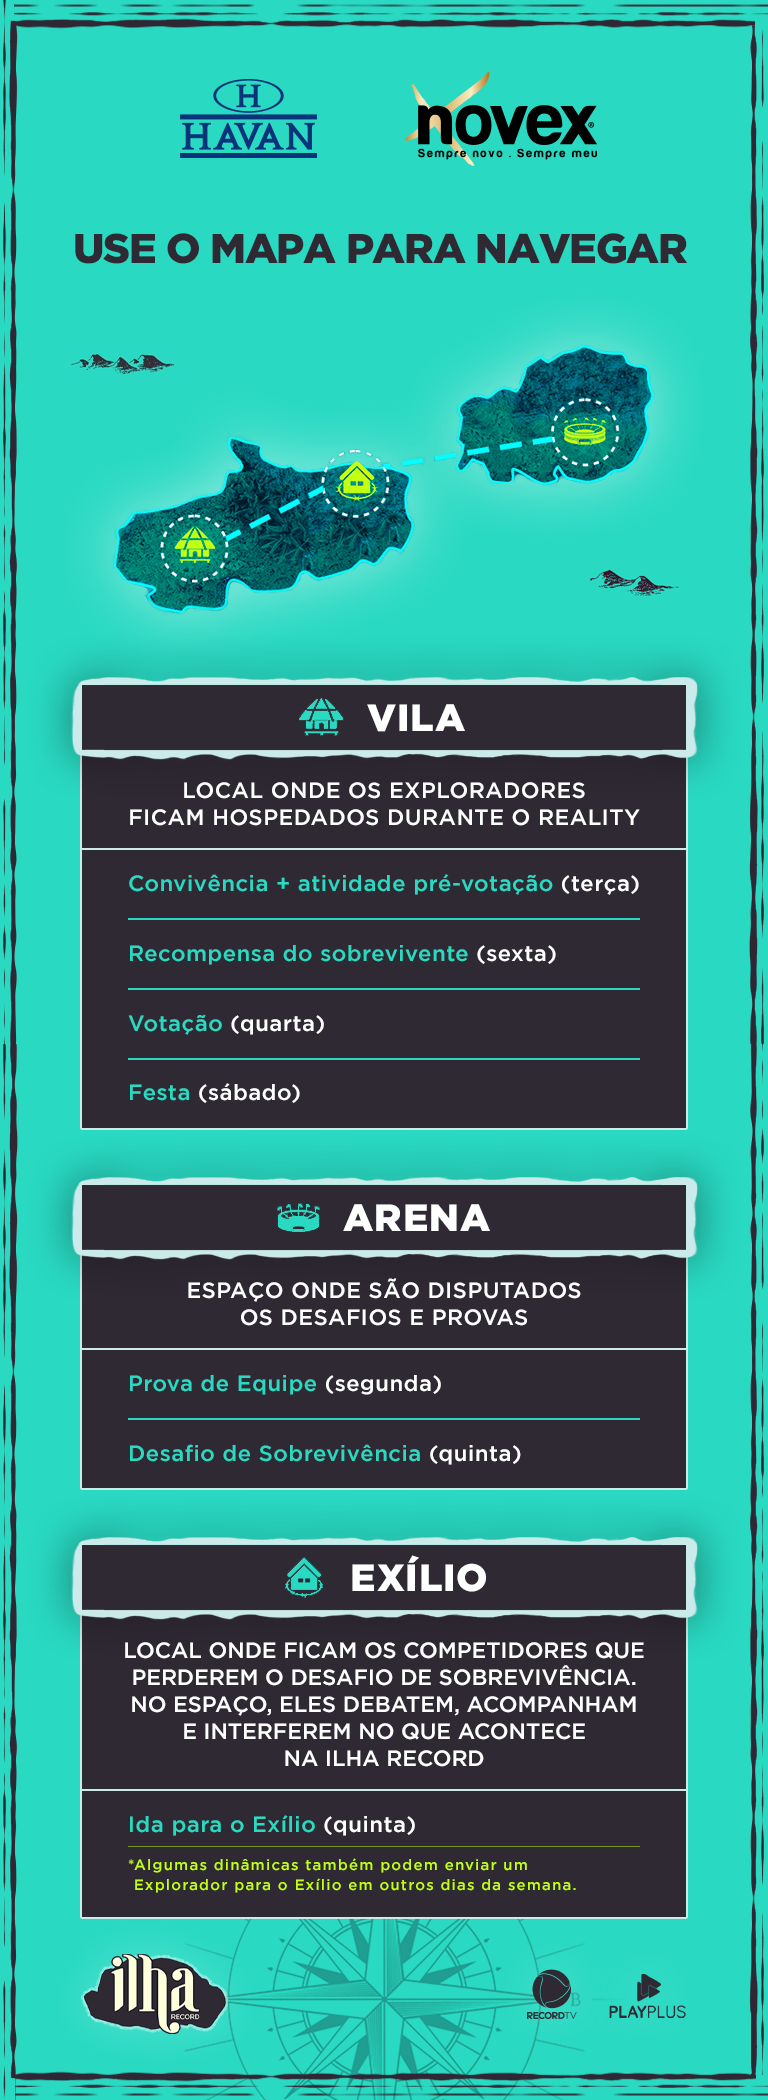 H
HAVAN
novex®
Sempre novo . Sempre meu
USE O MAPA PARA NAVEGAR
VILA
LOCAL ONDE OS EXPLORADORES
FICAM HOSPEDADOS DURANTE O REALITY
Convivência + atividade pré-votação (terça)
Recompensa do sobrevivente (sexta)
Votação (quarta)
Festa (sábado)
ARENA
ESPAÇO ONDE SÃO DISPUTADOS
OS DESAFIOS E PROVAS
Prova de Equipe (segunda)
Desafio de Sobrevivência (quinta)
EXÍLIO
LOCAL ONDE FICAM OS COMPETIDORES QUE
PERDEREM O DESAFIO DE SOBREVIVÊNCIA.
NO ESPAÇO, ELES DEBATEM, ACOMPANHAM
E INTERFEREM NO QUE ACONTECE
NA ILHA RECORD
Ida para o Exílio (quinta)
*Algumas dinâmicas também podem enviar um
Explorador para o Exílio em outros dias da semana.
ilha
RECORD
RECORDTV
PLAYPLUS